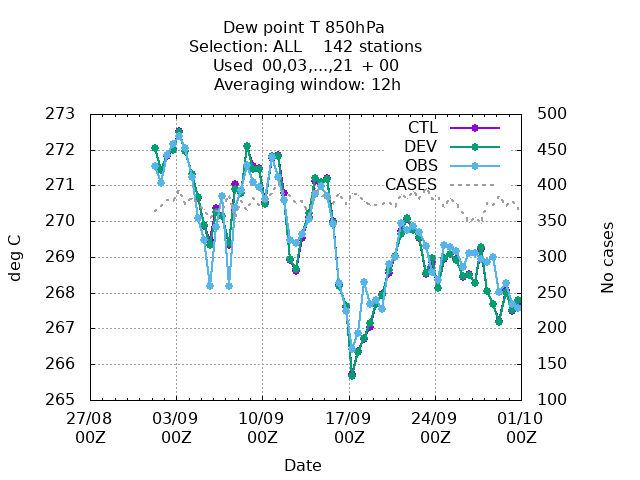 Dew point T 850hPa
Selection: ALL 142 stations
Used 00,03,...,21 + 00
Averaging window: 12h
273
272
271
270
269
268
267
266
265
deg C
CTL
DEV
OBS
CASES
500
450
400
350
300
250
200
150
100
No cases
27/08 03/09 10/09 17/09 24/09 01/10
00Z 00Z 00Z 00Z 00Z 00Z
Date